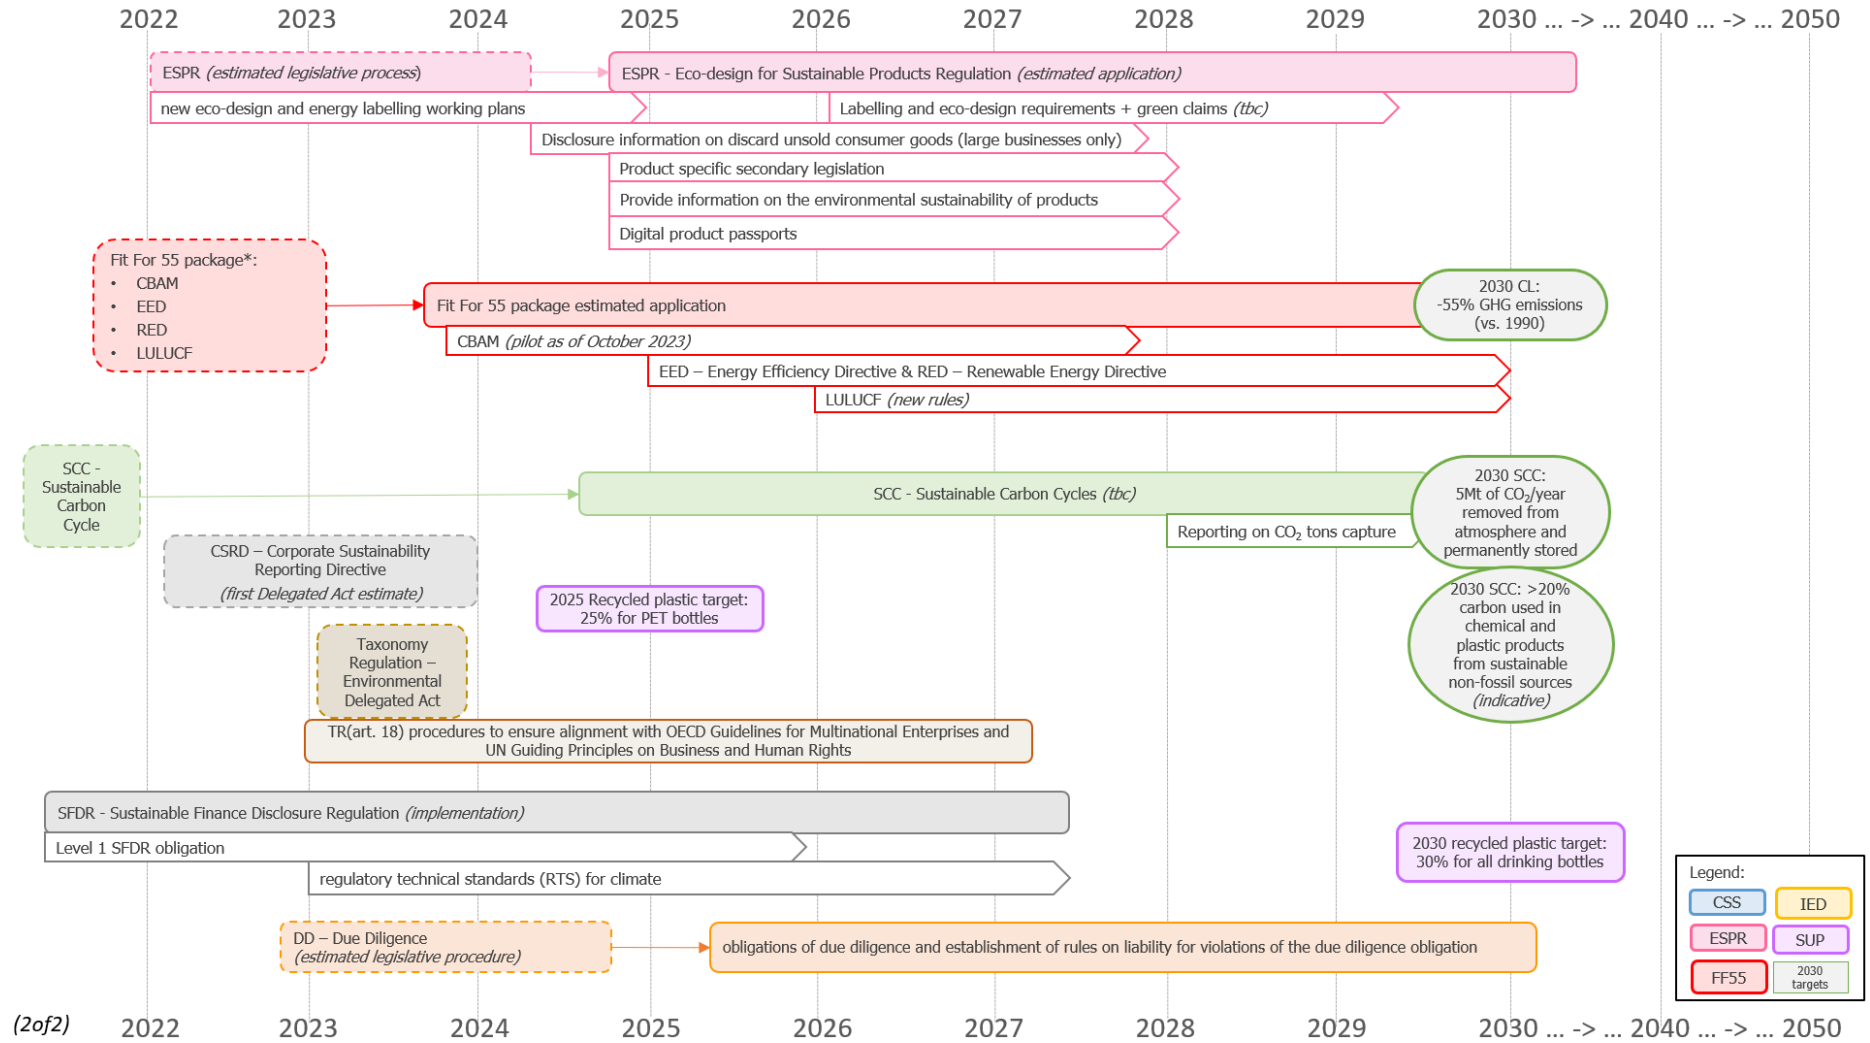 2022 2023 2024 2025 2026 2027 2028 2029 2030 ... -> ... 2040 ... -> ... 2050
ESPR (estimated legislative process)
ESPR - Eco-design for Sustainable Products Regulation (estimated application)
new eco-design and energy labelling working plans
Labelling and eco-design requirements + green claims (tbc)
Disclosure information on discard unsold consumer goods (large businesses only)
Product specific secondary legislation
Provide information on the environmental sustainability of products
Digital product passports
Fit For 55 package*:
• CBAM
• EED
• RED
• LULUCF
Fit For 55 package estimated application
2030 CL:
-55% GHG emissions
(vs. 1990)
CBAM (pilot as of October 2023)
EED – Energy Efficiency Directive & RED – Renewable Energy Directive
LULUCF (new rules)
SCC -
Sustainable
Carbon
Cycle
SCC - Sustainable Carbon Cycles (tbc)
Reporting on CO₂ tons capture
2030 SCC:
5Mt of CO₂/year
removed from
atmosphere and
permanently stored
CSRD – Corporate Sustainability
Reporting Directive
(first Delegated Act estimate)
2025 Recycled plastic target:
25% for PET bottles
2030 SCC: >20%
carbon used in
chemical and
plastic products
from sustainable
non-fossil sources
(indicative)
Taxonomy
Regulation –
Environmental
Delegated Act
TR(art. 18) procedures to ensure alignment with OECD Guidelines for Multinational Enterprises and
UN Guiding Principles on Business and Human Rights
SFDR - Sustainable Finance Disclosure Regulation (implementation)
Level 1 SFDR obligation
regulatory technical standards (RTS) for climate
2030 recycled plastic target:
30% for all drinking bottles
DD – Due Diligence
(estimated legislative procedure)
obligations of due diligence and establishment of rules on liability for violations of the due diligence obligation
Legend:
CSS IED
ESPR SUP
FF55 2030
targets
(2of2) 2022 2023 2024 2025 2026 2027 2028 2029 2030 ... -> ... 2040 ... -> ... 2050